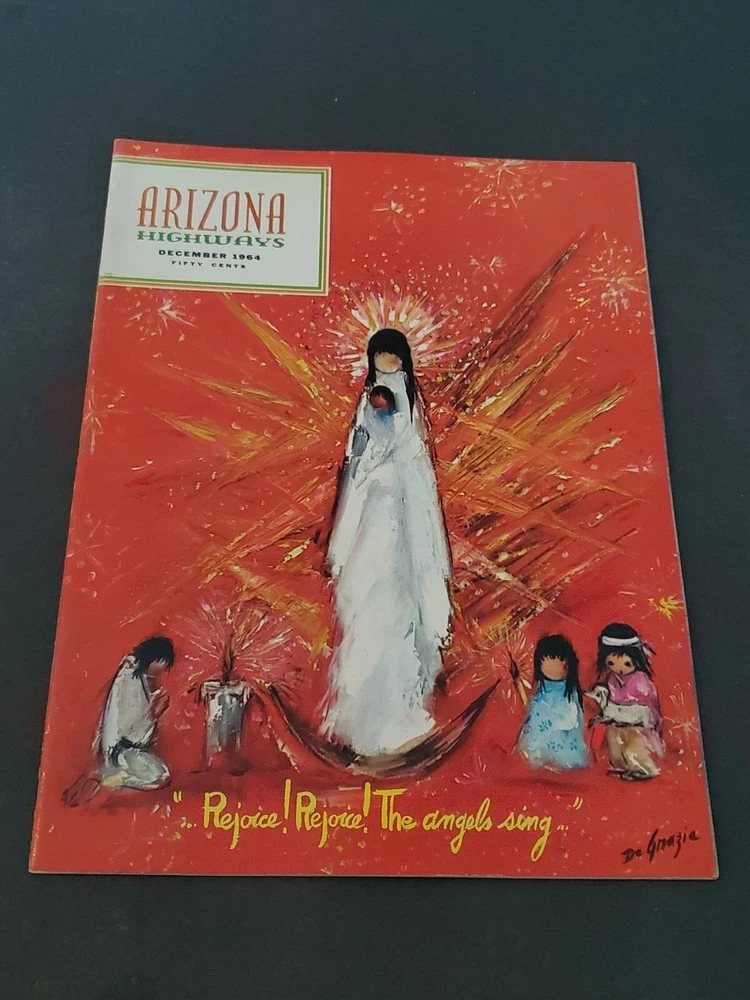 ARIZONA
HIGHWAYS
DECEMBER 1964
FIFTY CENTS
"... Rejoice! Rejoice! The angels sing..."
De Grazia